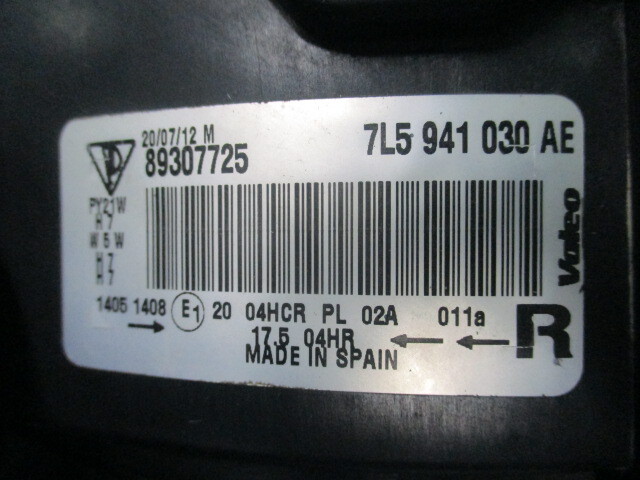 20/07/12 M
89307725
7L5 941 030 AE
PY21W
H 7
W 5 W
H 7
H 7
Valeo
1405 1408 E1 20 04HCR PL 02A 011a R
17.5 04HR
MADE IN SPAIN